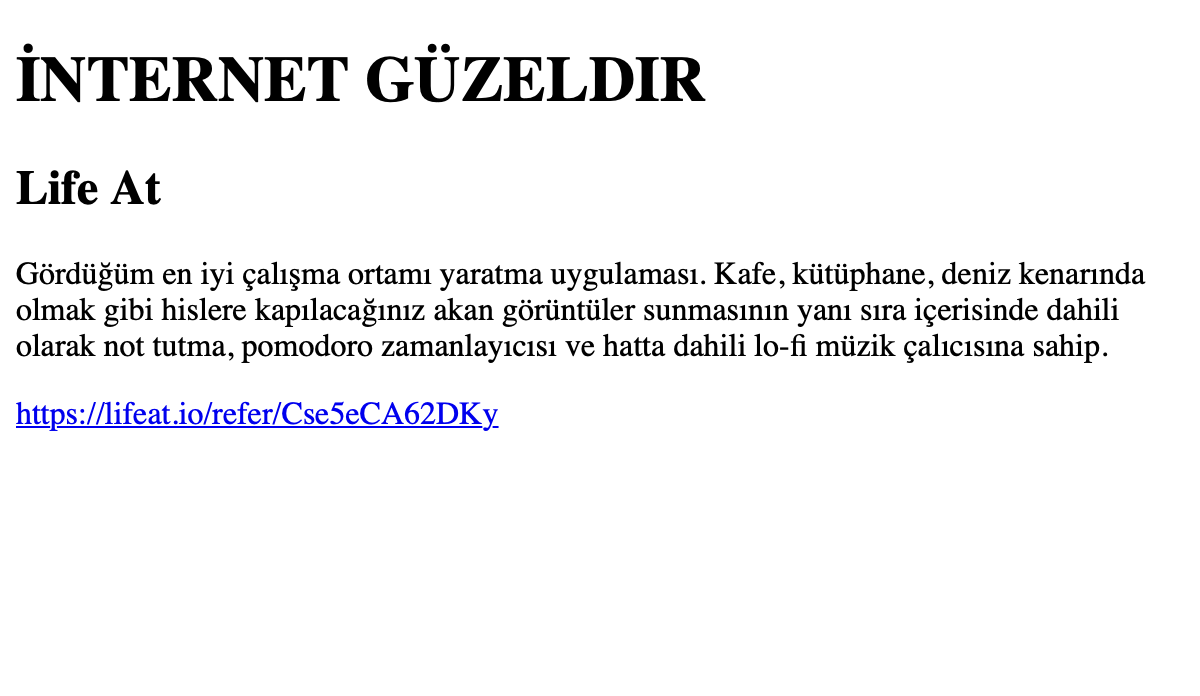 İNTERNET GÜZELDIR
Life At
Gördüğüm en iyi çalışma ortamı yaratma uygulaması. Kafe, kütüphane, deniz kenarında
olmak gibi hislere kapılacağınız akan görüntüler sunmasının yanı sıra içerisinde dahili
olarak not tutma, pomodoro zamanlayıcısı ve hatta dahili lo-fi müzik çalıcısına sahip.
https://lifeat.io/refer/Cse5eCA62DKy